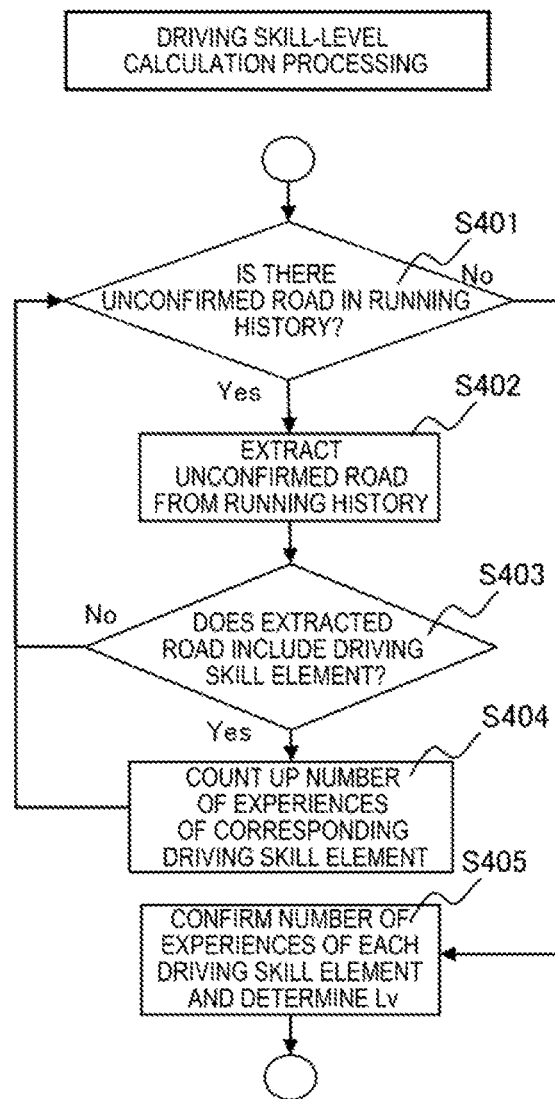 DRIVING SKILL-LEVEL
CALCULATION PROCESSING
S401
IS THERE
UNCONFIRMED ROAD IN RUNNING
HISTORY?
No
Yes
S402
EXTRACT
UNCONFIRMED ROAD
FROM RUNNING HISTORY
S403
No
DOES EXTRACTED
ROAD INCLUDE DRIVING
SKILL ELEMENT?
Yes
S404
COUNT UP NUMBER
OF EXPERIENCES
OF CORRESPONDING
DRIVING SKILL ELEMENT
S405
CONFIRM NUMBER OF
EXPERIENCES OF EACH
DRIVING SKILL ELEMENT
AND DETERMINE Lv